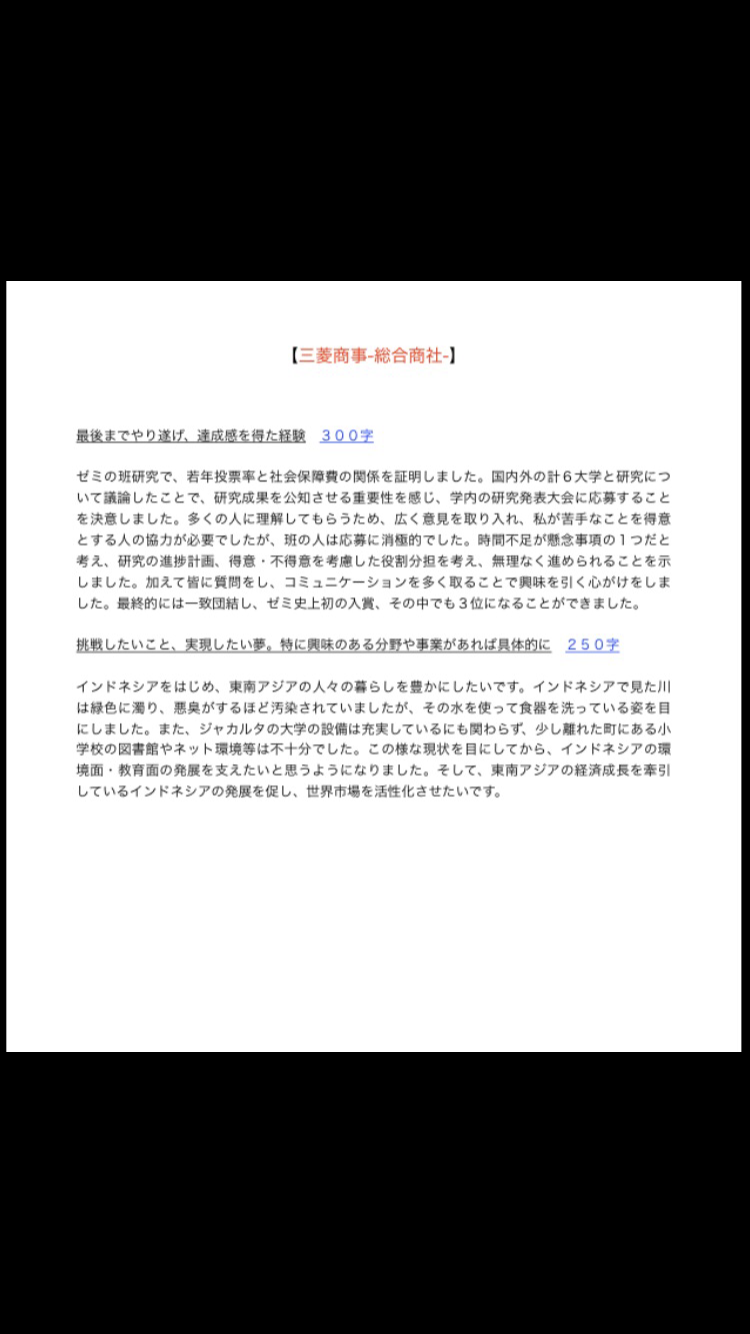 【三菱商事-総合商社-】
最後までやり遂げ、達成感を得た経験　３００字
ゼミの班研究で、若年投票率と社会保障費の関係を証明しました。国内外の計６大学と研究につ
いて議論したことで、研究成果を公知させる重要性を感じ、学内の研究発表大会に応募すること
を決意しました。多くの人に理解してもらうため、広く意見を取り入れ、私が苦手なことを得意
とする人の協力が必要でしたが、班の人は応募に消極的でした。時間不足が懸念事項の１つだと
考え、研究の進捗計画、得意・不得意を考慮した役割分担を考え、無理なく進められることを示
しました。加えて皆に質問をし、コミュニケーションを多く取ることで興味を引く心がけをしま
した。最終的には一致団結し、ゼミ史上初の入賞、その中でも３位になることができました。
挑戦したいこと、実現したい夢。特に興味のある分野や事業があれば具体的に　２５０字
インドネシアをはじめ、東南アジアの人々の暮らしを豊かにしたいです。インドネシアで見た川
は緑色に濁り、悪臭がするほど汚染されていましたが、その水を使って食器を洗っている姿を目
にしました。また、ジャカルタの大学の設備は充実しているにも関わらず、少し離れた町にある小
学校の図書館やネット環境等は不十分でした。この様な現状を目にしてから、インドネシアの環
境面・教育面の発展を支えたいと思うようになりました。そして、東南アジアの経済成長を牽引
しているインドネシアの発展を促し、世界市場を活性化させたいです。